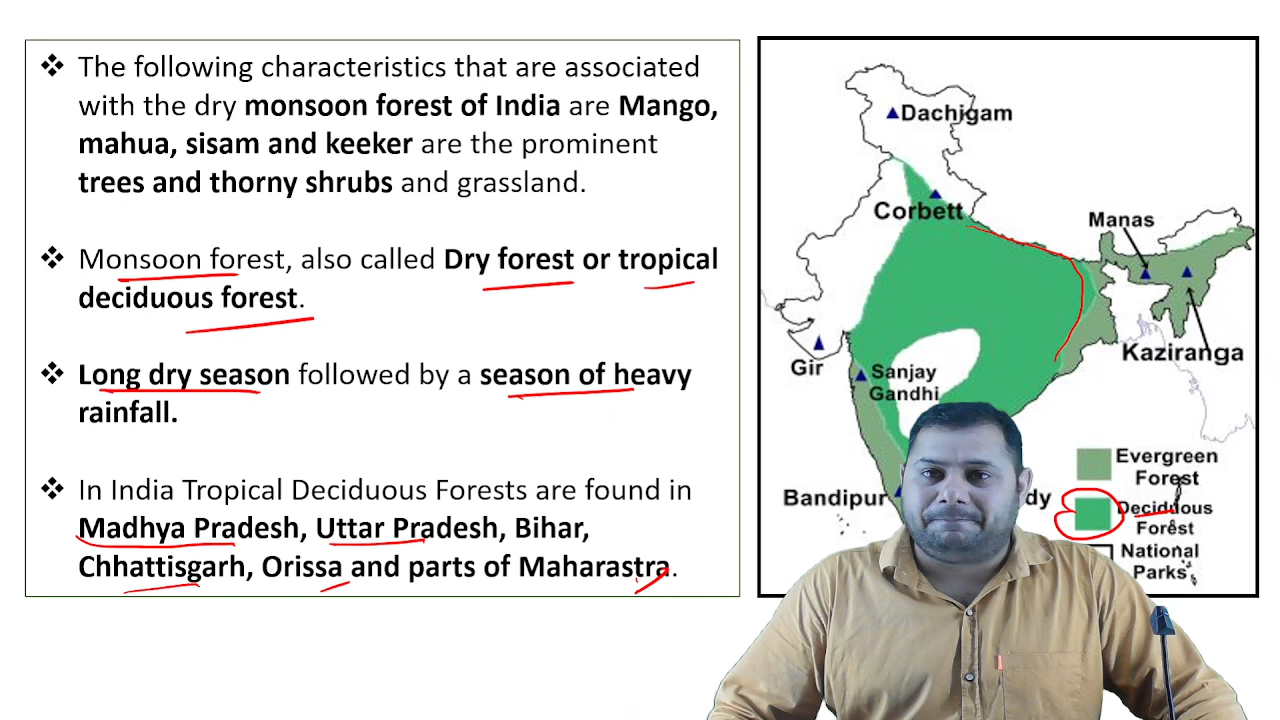 ❖ The following characteristics that are associated
with the dry monsoon forest of India are Mango,
mahua, sisam and keeker are the prominent
trees and thorny shrubs and grassland.
❖ Monsoon forest, also called Dry forest or tropical
deciduous forest.
❖ Long dry season followed by a season of heavy
rainfall.
❖ In India Tropical Deciduous Forests are found in
Madhya Pradesh, Uttar Pradesh, Bihar,
Chhattisgarh, Orissa and parts of Maharastra.
Dachigam
Corbett
Manas
Kaziranga
Gir
Sanjay
Gandhi
Bandipur
Evergreen
Forest
Deciduous
Forest
National
Parks